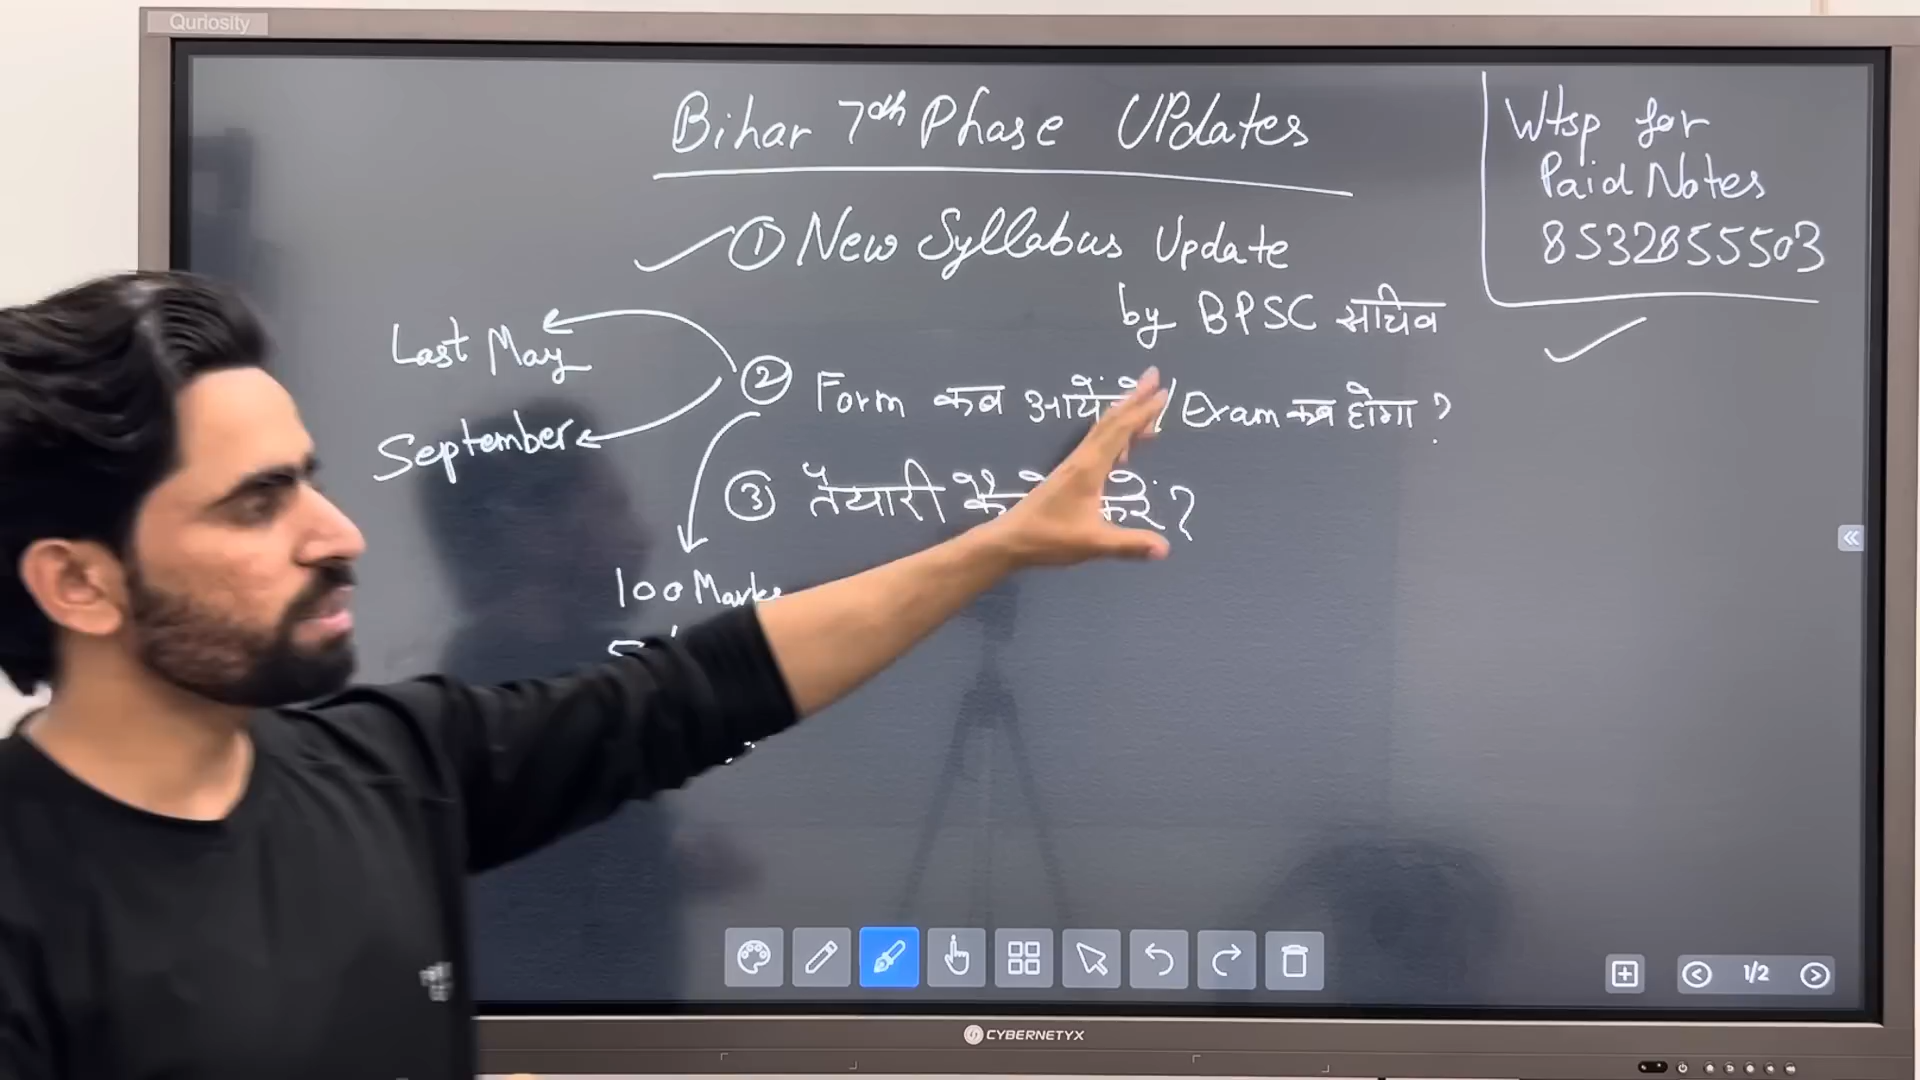 Quriosity
Bihar 7th Phase UPdates
Wtsp for
Paid Notes
8532855503
① New Syllabus Update
by BPSC सचिव
Last May
② Form कब / Exam कब होगा ?
September
③ तैयारी करें ?
100 Marks
1/2
CYBERNETYX